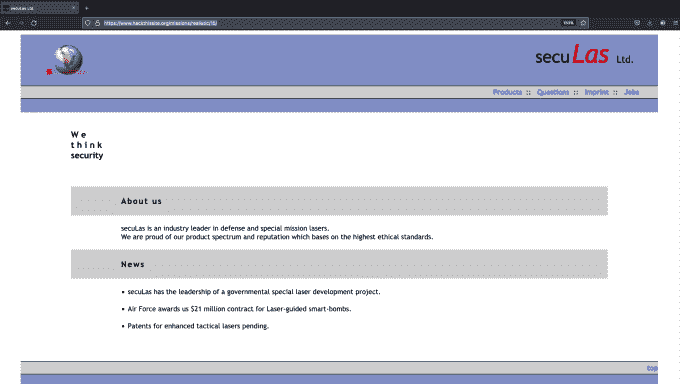 secuLas Ltd.
https://www.hackthissite.org/missions/realistic/15/
secuLas Ltd.
Products :: Questions :: Imprint :: Jobs
We
think
security
About us
secuLas is an industry leader in defense and special mission lasers.
We are proud of our product spectrum and reputation which bases on the highest ethical standards.
News
• secuLas has the leadership of a governmental special laser development project.
• Air Force awards us $21 million contract for Laser-guided smart-bombs.
• Patents for enhanced tactical lasers pending.
top